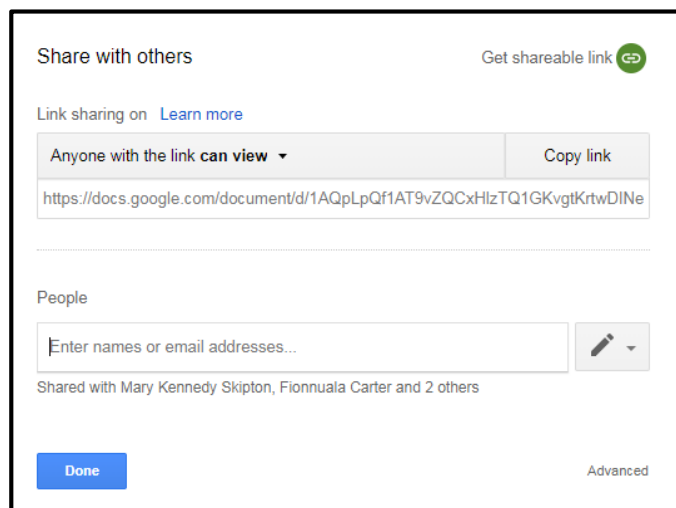 Share with others
Get shareable link
Link sharing on Learn more
Anyone with the link can view
Copy link
https://docs.google.com/document/d/1AQpLpQf1AT9vZQCxHlzTQ1GKvgtKrtwDlNe
People
Enter names or email addresses...
Shared with Mary Kennedy Skipton, Fionnuala Carter and 2 others
Done
Advanced